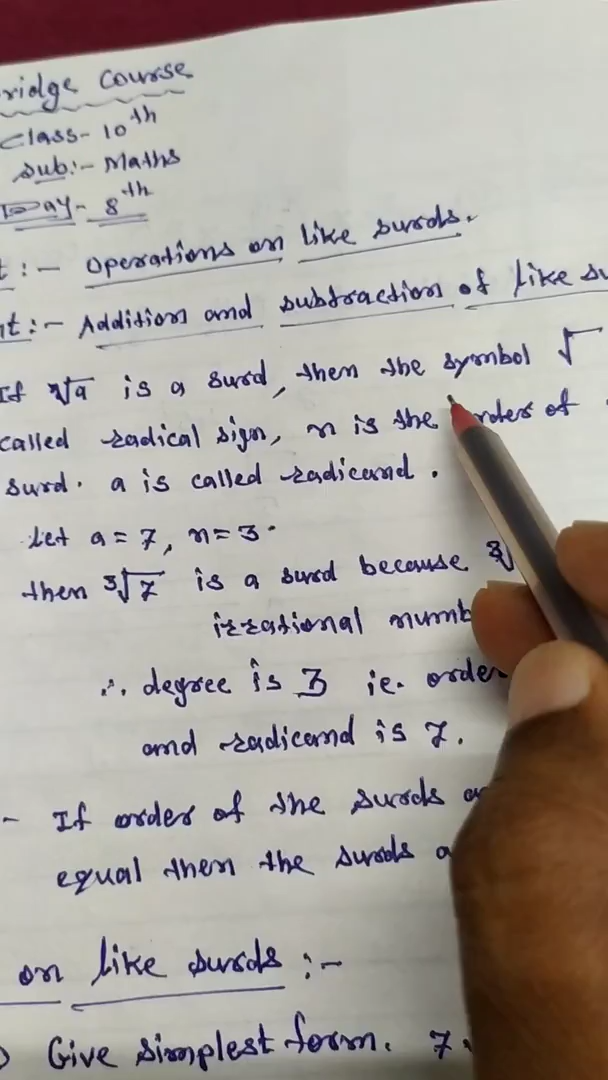 ridge Course
Class- 10th
Sub:- Maths
Day- 8th
t :- Operations on like surds.
nt:- Addition and subtraction of like su
If ⁿ√a is a surd, then the symbol √
called radical sign, n is the order of
surd. a is called radicand.
Let a = 7, n = 3.
then ³√7 is a surd because ³√
irrational numb
∴ degree is 3 ie. order
and radicand is 7.
- If order of the surds a
equal then the surds a
on like surds :-
) Give simplest form. 7